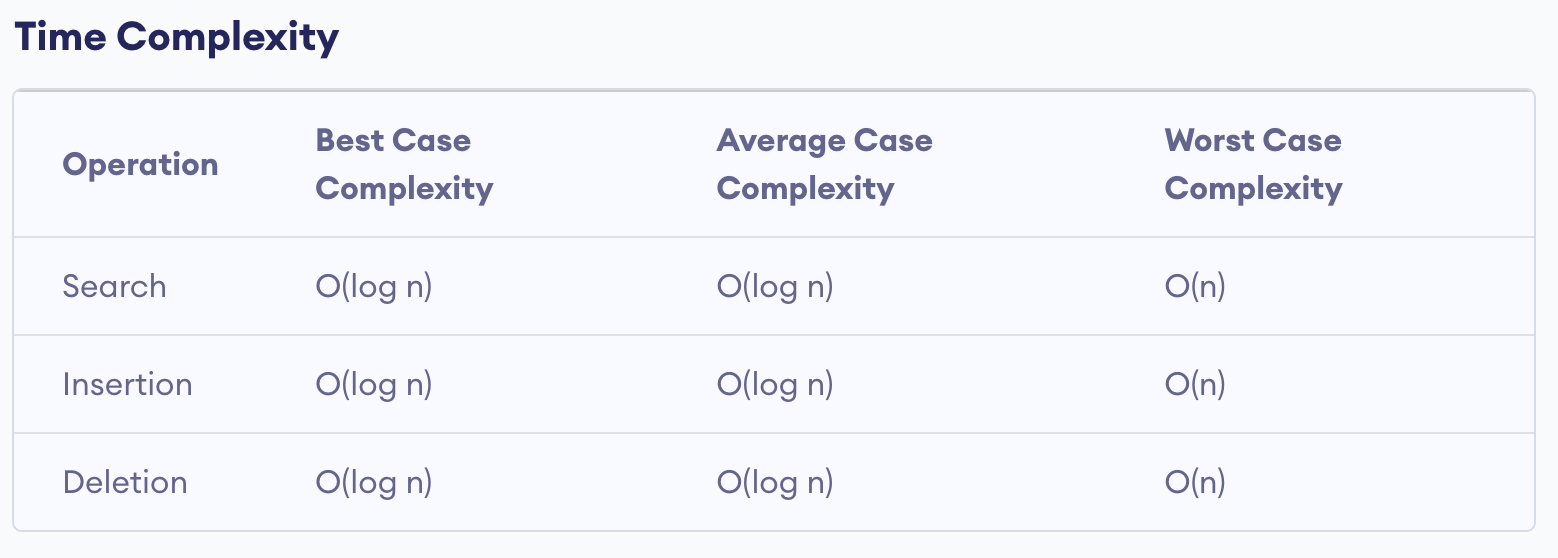 Time Complexity
Operation
Best Case
Complexity
Average Case
Complexity
Worst Case
Complexity
Search O(log n) O(log n) O(n)
Insertion O(log n) O(log n) O(n)
Deletion O(log n) O(log n) O(n)